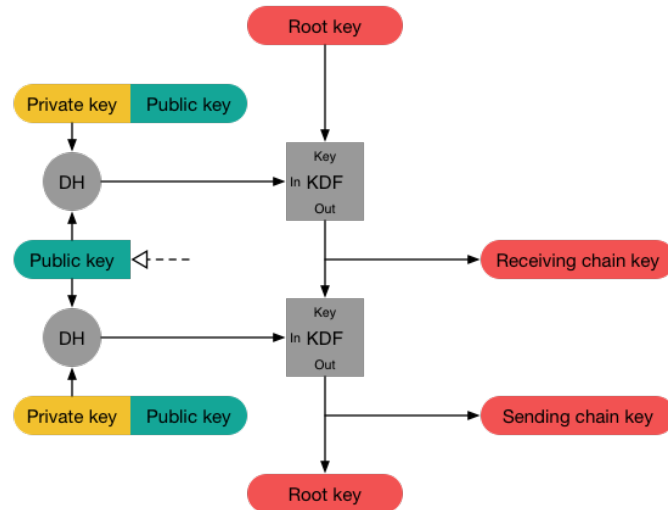 Root key
Private key Public key
Key
DH
In KDF
Out
Public key
Receiving chain key
Key
DH
In KDF
Out
Private key Public key
Sending chain key
Root key